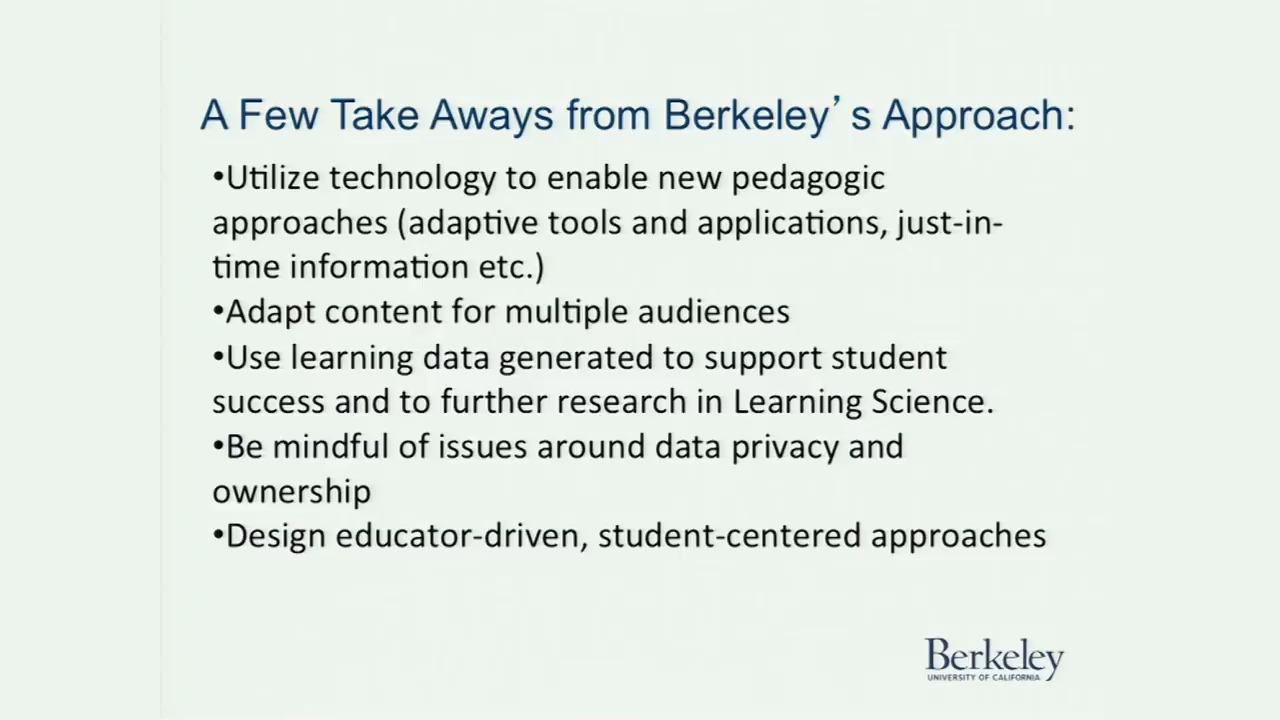 A Few Take Aways from Berkeley’s Approach:
•Utilize technology to enable new pedagogic
approaches (adaptive tools and applications, just-in-
time information etc.)
•Adapt content for multiple audiences
•Use learning data generated to support student
success and to further research in Learning Science.
•Be mindful of issues around data privacy and
ownership
•Design educator-driven, student-centered approaches
Berkeley
UNIVERSITY OF CALIFORNIA